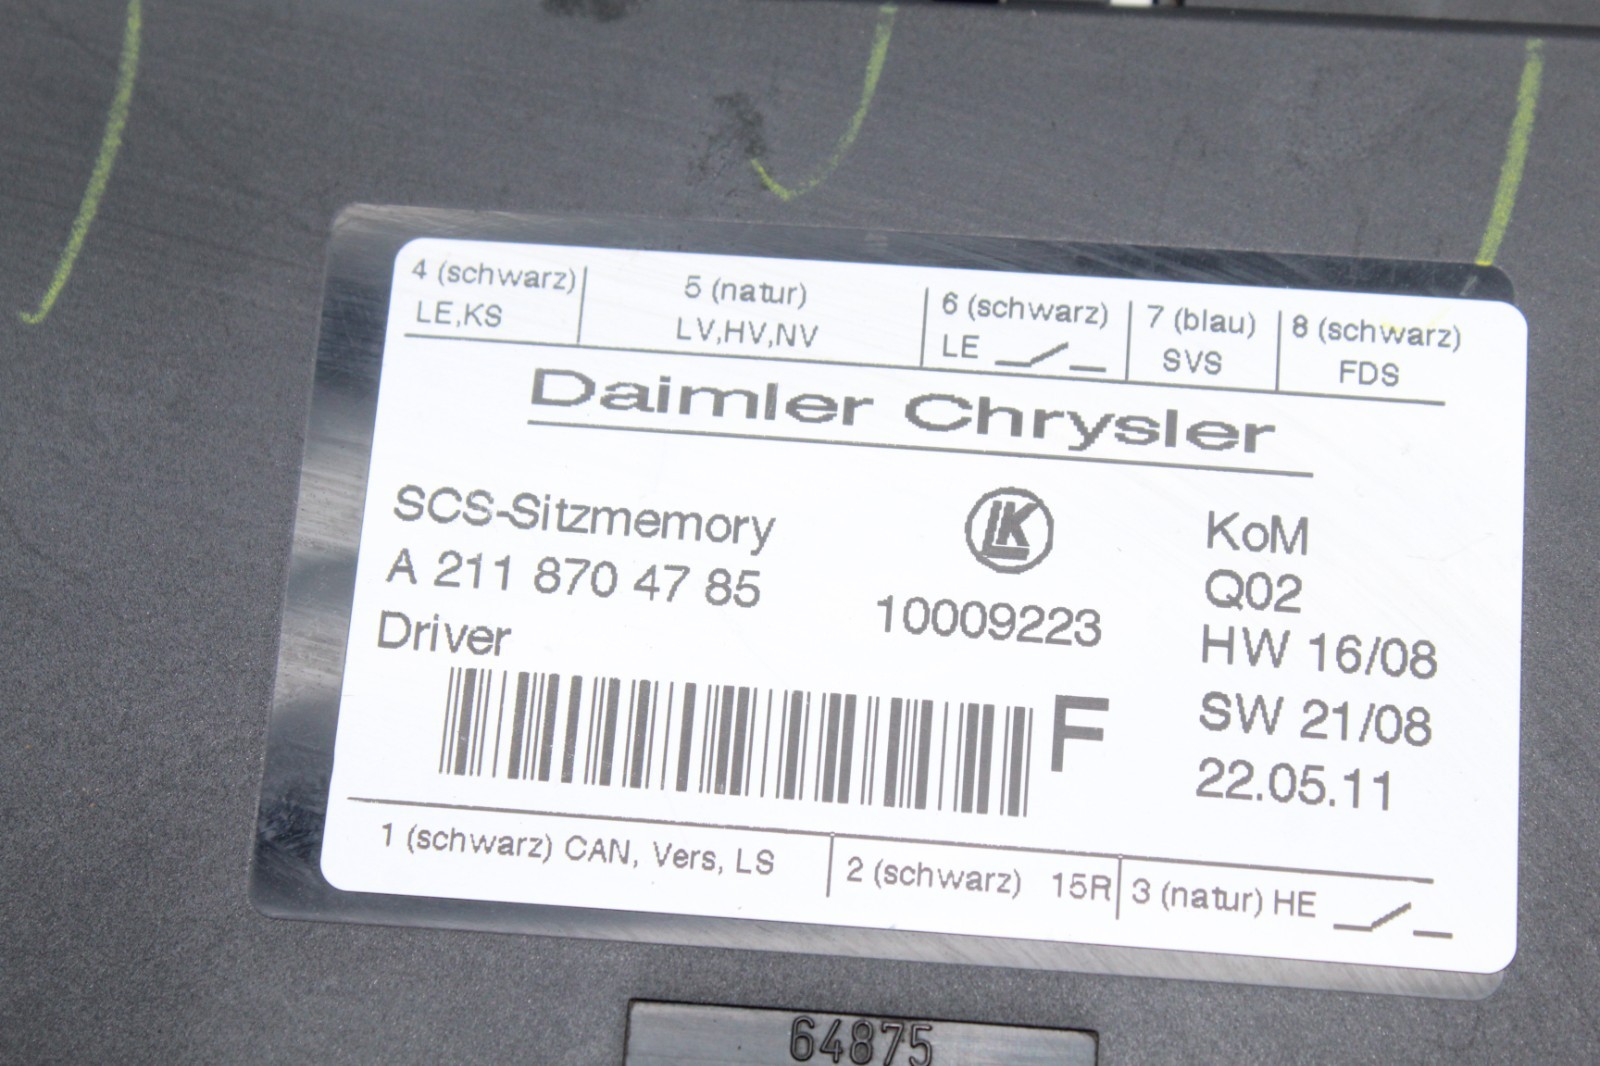 4 (schwarz) 5 (natur) 6 (schwarz) 7 (blau) 8 (schwarz)
LE,KS LV,HV,NV LE SVS FDS
Daimler Chrysler
SCS-Sitzmemory LK KoM
A 211 870 47 85 10009223 Q02
Driver HW 16/08
F SW 21/08
22.05.11
1 (schwarz) CAN, Vers, LS 2 (schwarz) 15R 3 (natur) HE
64875